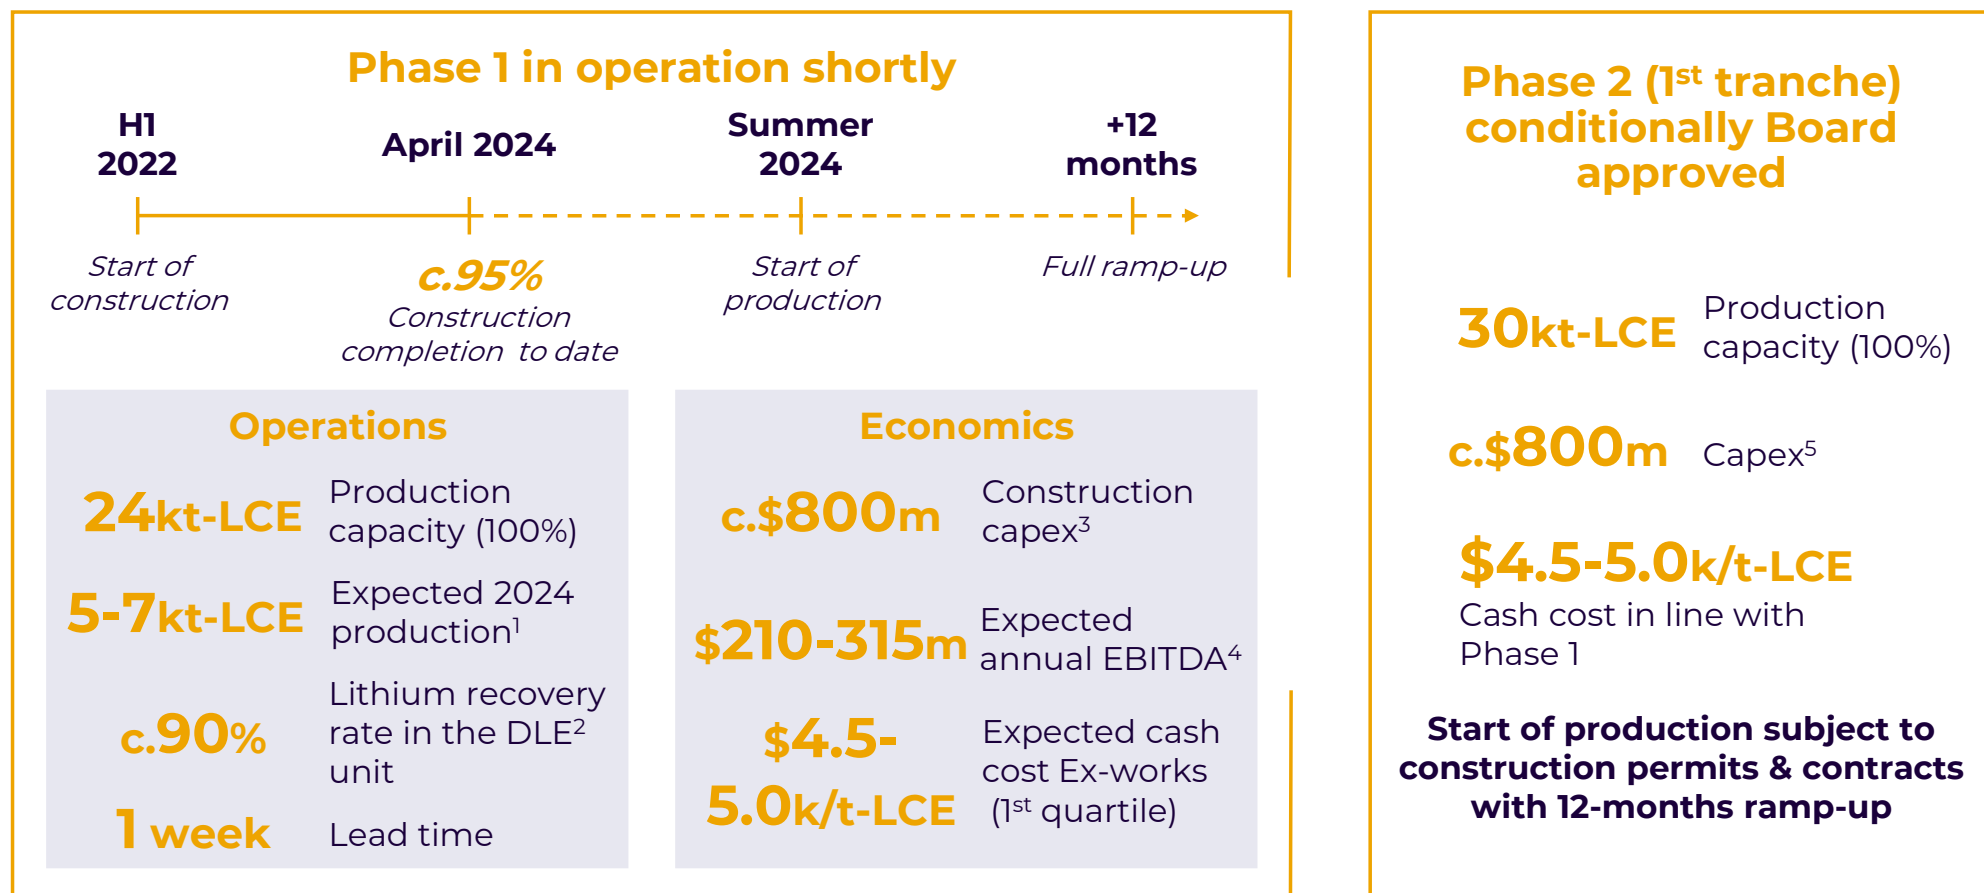 Phase 1 in operation shortly
H1
2022
April 2024
Summer
2024
+12
months
Start of
construction
c.95%
Construction
completion to date
Start of
production
Full ramp-up
Operations
24kt-LCE
Production
capacity (100%)
5-7kt-LCE
Expected 2024
production¹
c.90%
Lithium recovery
rate in the DLE²
unit
1 week
Lead time
Economics
c.$800m
Construction
capex³
$210-315m
Expected
annual EBITDA⁴
$4.5-
5.0k/t-LCE
Expected cash
cost Ex-works
(1st quartile)
Phase 2 (1st tranche)
conditionally Board
approved
30kt-LCE
Production
capacity (100%)
c.$800m
Capex⁵
$4.5-5.0k/t-LCE
Cash cost in line with
Phase 1
Start of production subject to
construction permits & contracts
with 12-months ramp-up